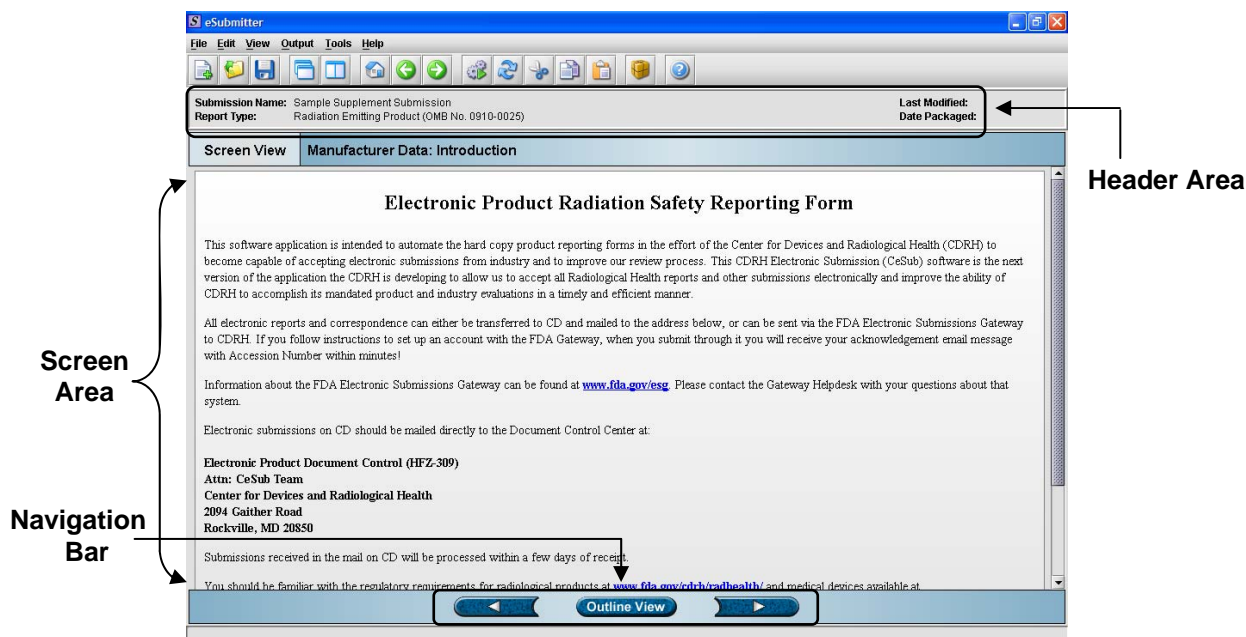 eSubmitter
File Edit View Output Tools Help
Submission Name: Sample Supplement Submission Last Modified:
Report Type: Radiation Emitting Product (OMB No. 0910-0025) Date Packaged:
Header Area
Screen View Manufacturer Data: Introduction
Electronic Product Radiation Safety Reporting Form
This software application is intended to automate the hard copy product reporting forms in the effort of the Center for Devices and Radiological Health (CDRH) to
become capable of accepting electronic submissions from industry and to improve our review process. This CDRH Electronic Submission (CeSub) software is the next
version of the application the CDRH is developing to allow us to accept all Radiological Health reports and other submissions electronically and improve the ability of
CDRH to accomplish its mandated product and industry evaluations in a timely and efficient manner.
All electronic reports and correspondence can either be transferred to CD and mailed to the address below, or can be sent via the FDA Electronic Submissions Gateway
to CDRH. If you follow instructions to set up an account with the FDA Gateway, when you submit through it you will receive your acknowledgement email message
with Accession Number within minutes!
Screen
Area
Information about the FDA Electronic Submissions Gateway can be found at www.fda.gov/esg. Please contact the Gateway Helpdesk with your questions about that
system.
Electronic submissions on CD should be mailed directly to the Document Control Center at:
Electronic Product Document Control (HFZ-309)
Attn: CeSub Team
Center for Devices and Radiological Health
2094 Gaither Road
Rockville, MD 20850
Navigation
Bar
Submissions received in the mail on CD will be processed within a few days of receipt.
You should be familiar with the regulatory requirements for radiological products at www.fda.gov/cdrh/radhealth/ and medical devices available at
Outline View